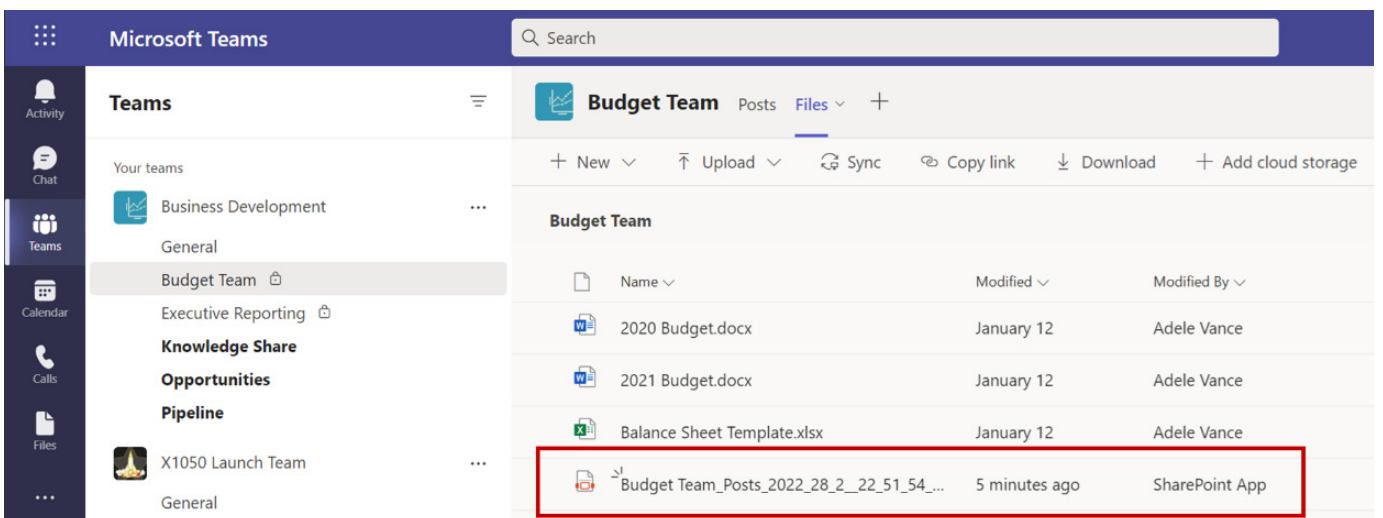 Microsoft Teams
Search
Activity
Chat
Teams
Calendar
Calls
Files
Teams
Your teams
Business Development
General
Budget Team
Executive Reporting
Knowledge Share
Opportunities
Pipeline
X1050 Launch Team
General
Budget Team Posts Files
New Upload Sync Copy link Download Add cloud storage
Budget Team
Name Modified Modified By
2020 Budget.docx January 12 Adele Vance
2021 Budget.docx January 12 Adele Vance
Balance Sheet Template.xlsx January 12 Adele Vance
Budget Team_Posts_2022_28_2__22_51_54_... 5 minutes ago SharePoint App